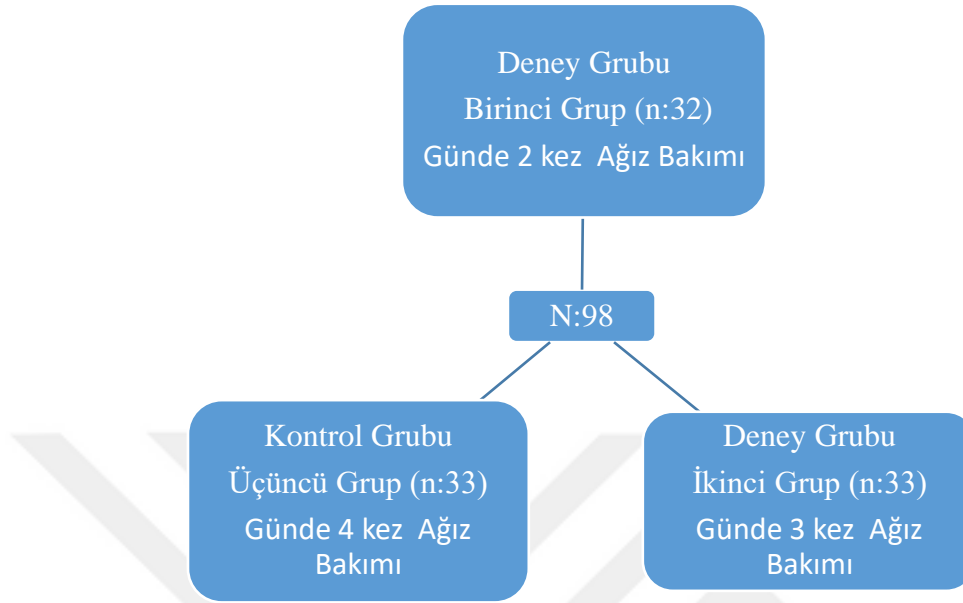 Deney Grubu
Birinci Grup (n:32)
Günde 2 kez  Ağız Bakımı
N:98
Kontrol Grubu
Üçüncü Grup (n:33)
Günde 4 kez  Ağız
Bakımı
Deney Grubu
İkinci Grup (n:33)
Günde 3 kez  Ağız
Bakımı